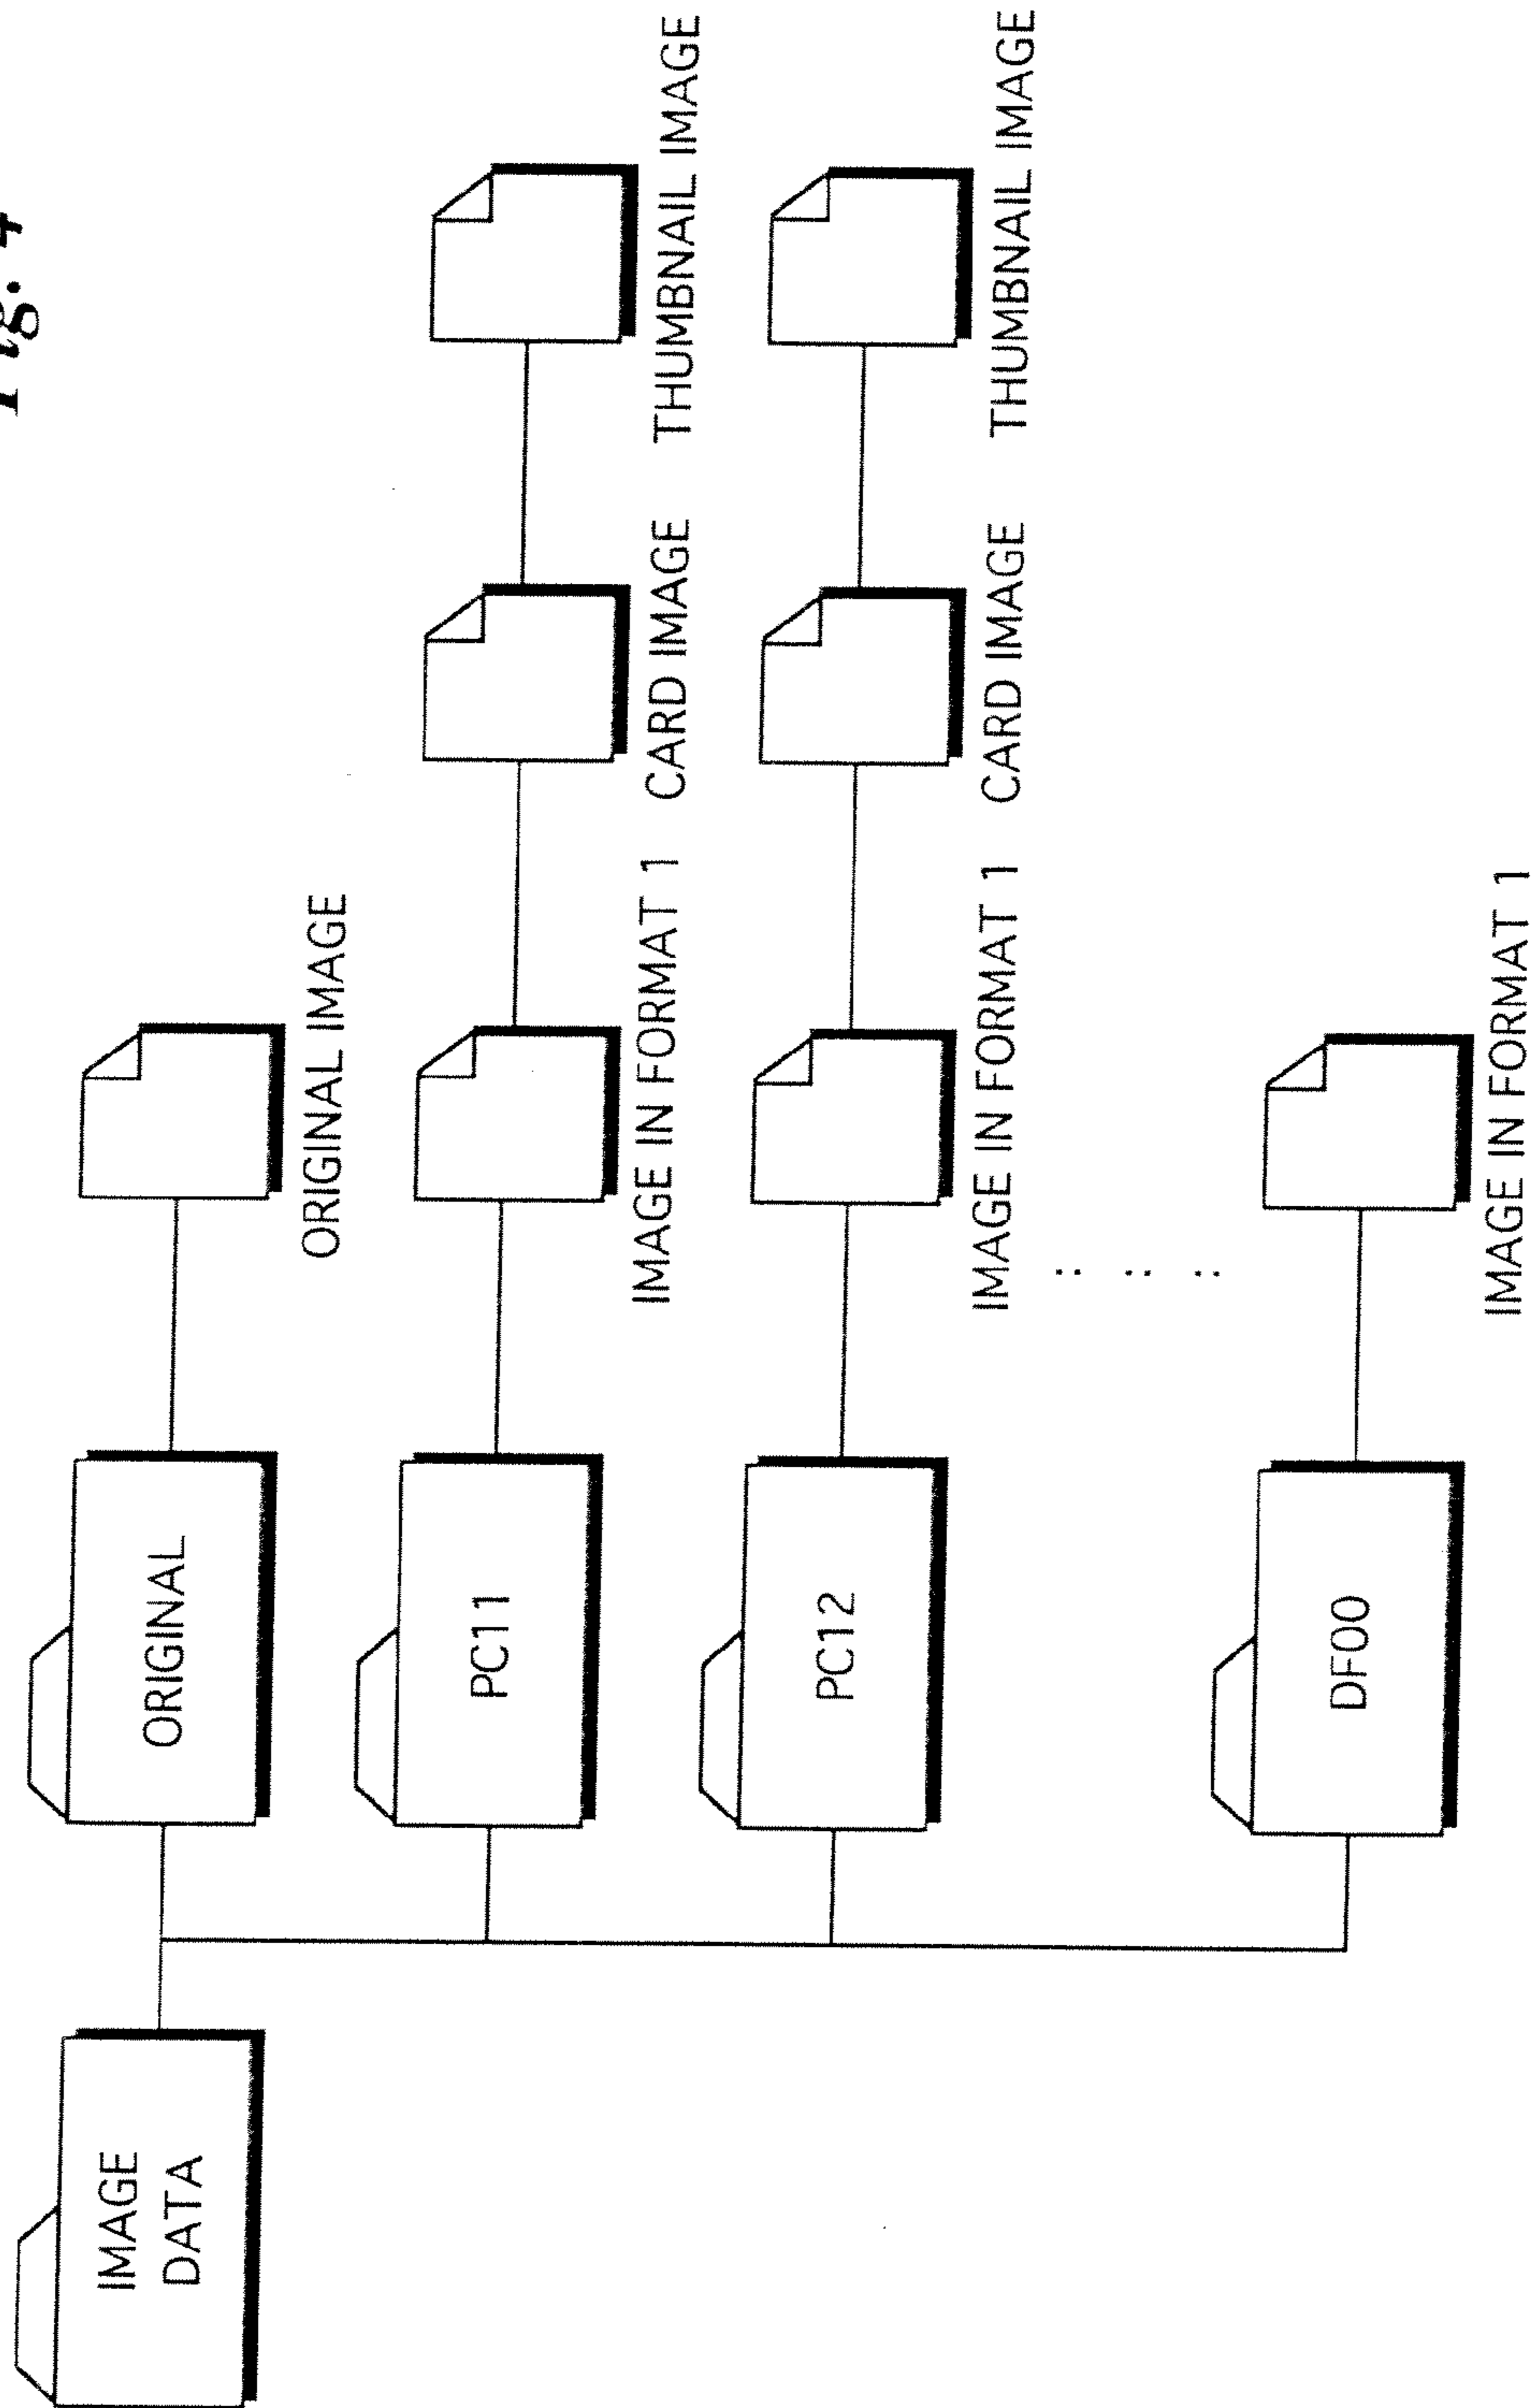 Fig. 4
IMAGE
DATA
ORIGINAL
ORIGINAL IMAGE
PC11
IMAGE IN FORMAT 1
CARD IMAGE
THUMBNAIL IMAGE
PC12
IMAGE IN FORMAT 1
CARD IMAGE
THUMBNAIL IMAGE
DF00
IMAGE IN FORMAT 1